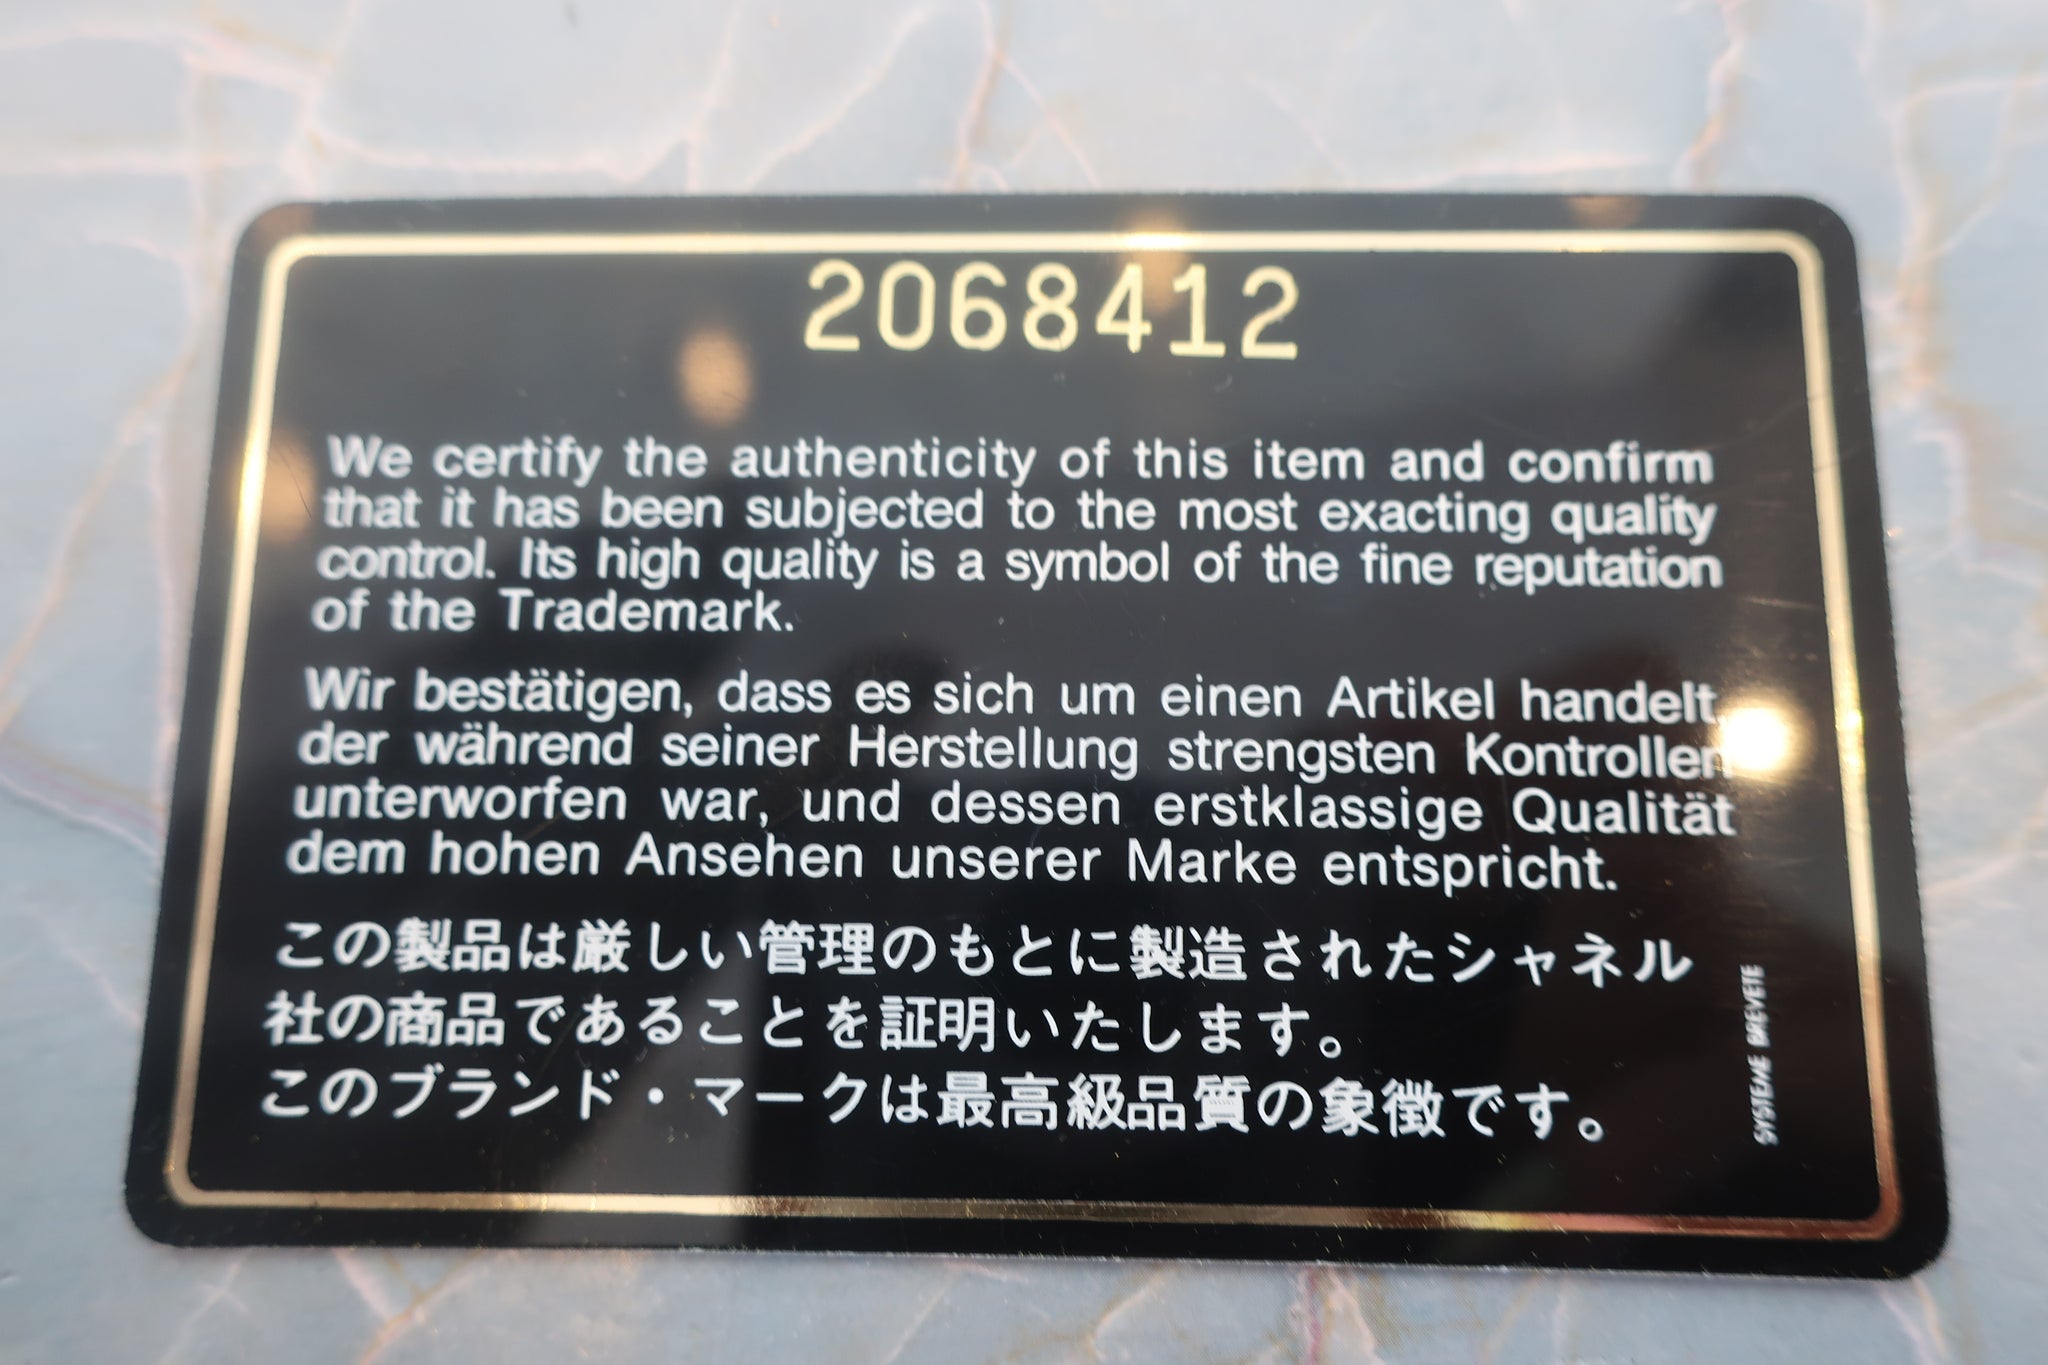 2068412
We certify the authenticity of this item and confirm
that it has been subjected to the most exacting quality
control. Its high quality is a symbol of the fine reputation
of the Trademark.
Wir bestätigen, dass es sich um einen Artikel handelt,
der während seiner Herstellung strengsten Kontrollen
unterworfen war, und dessen erstklassige Qualität
dem hohen Ansehen unserer Marke entspricht.
この製品は厳しい管理のもとに製造されたシャネル
社の商品であることを証明いたします。
このブランド・マークは最高級品質の象徴です。
SYSTEME BREVETE